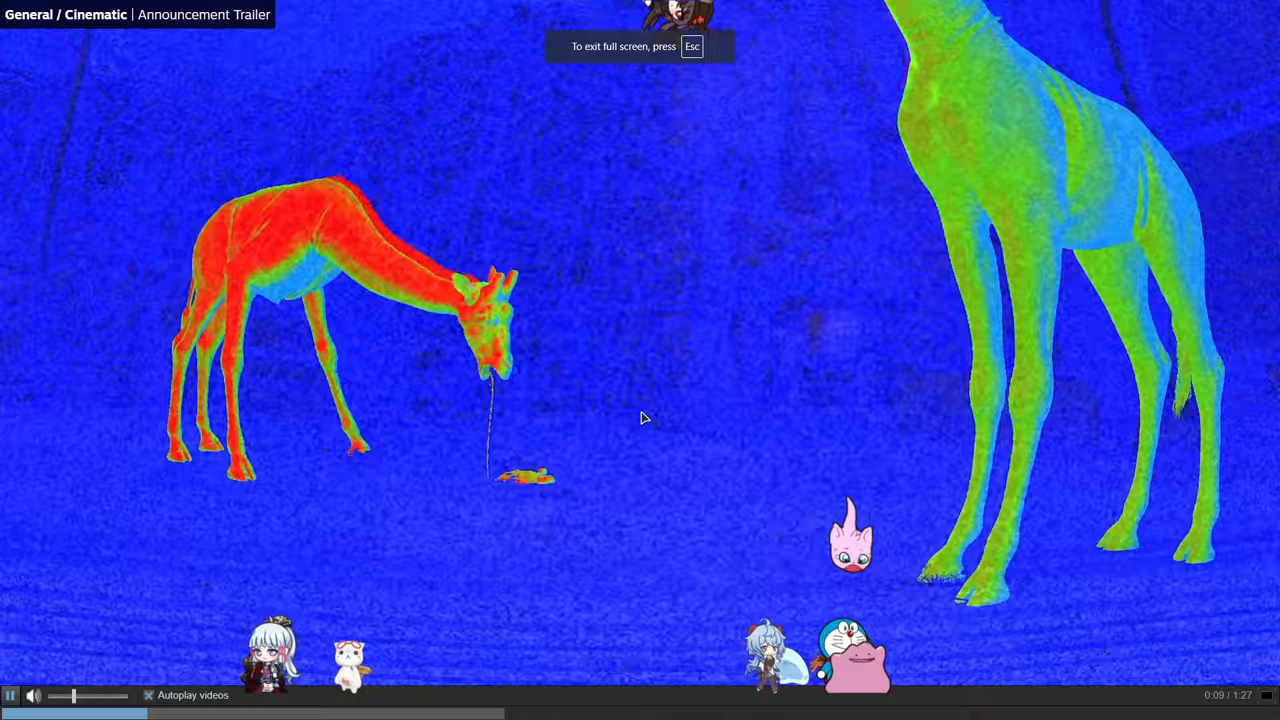 General / Cinematic | Announcement Trailer
To exit full screen, press Esc
Autoplay videos
0:09 / 1:27